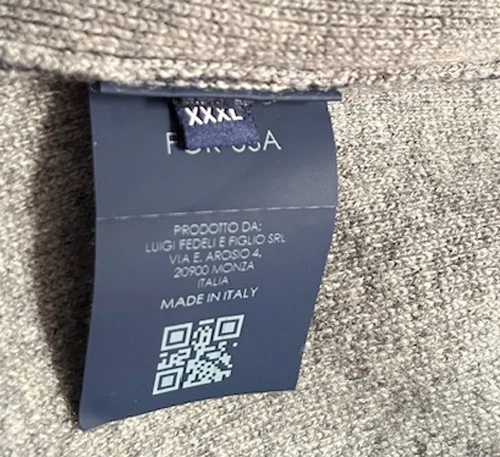 XXXL
FOR USA
PRODOTTO DA:
LUIGI FEDELI E FIGLIO SRL
VIA E. AROSIO 4,
20900 MONZA
ITALIA
MADE IN ITALY